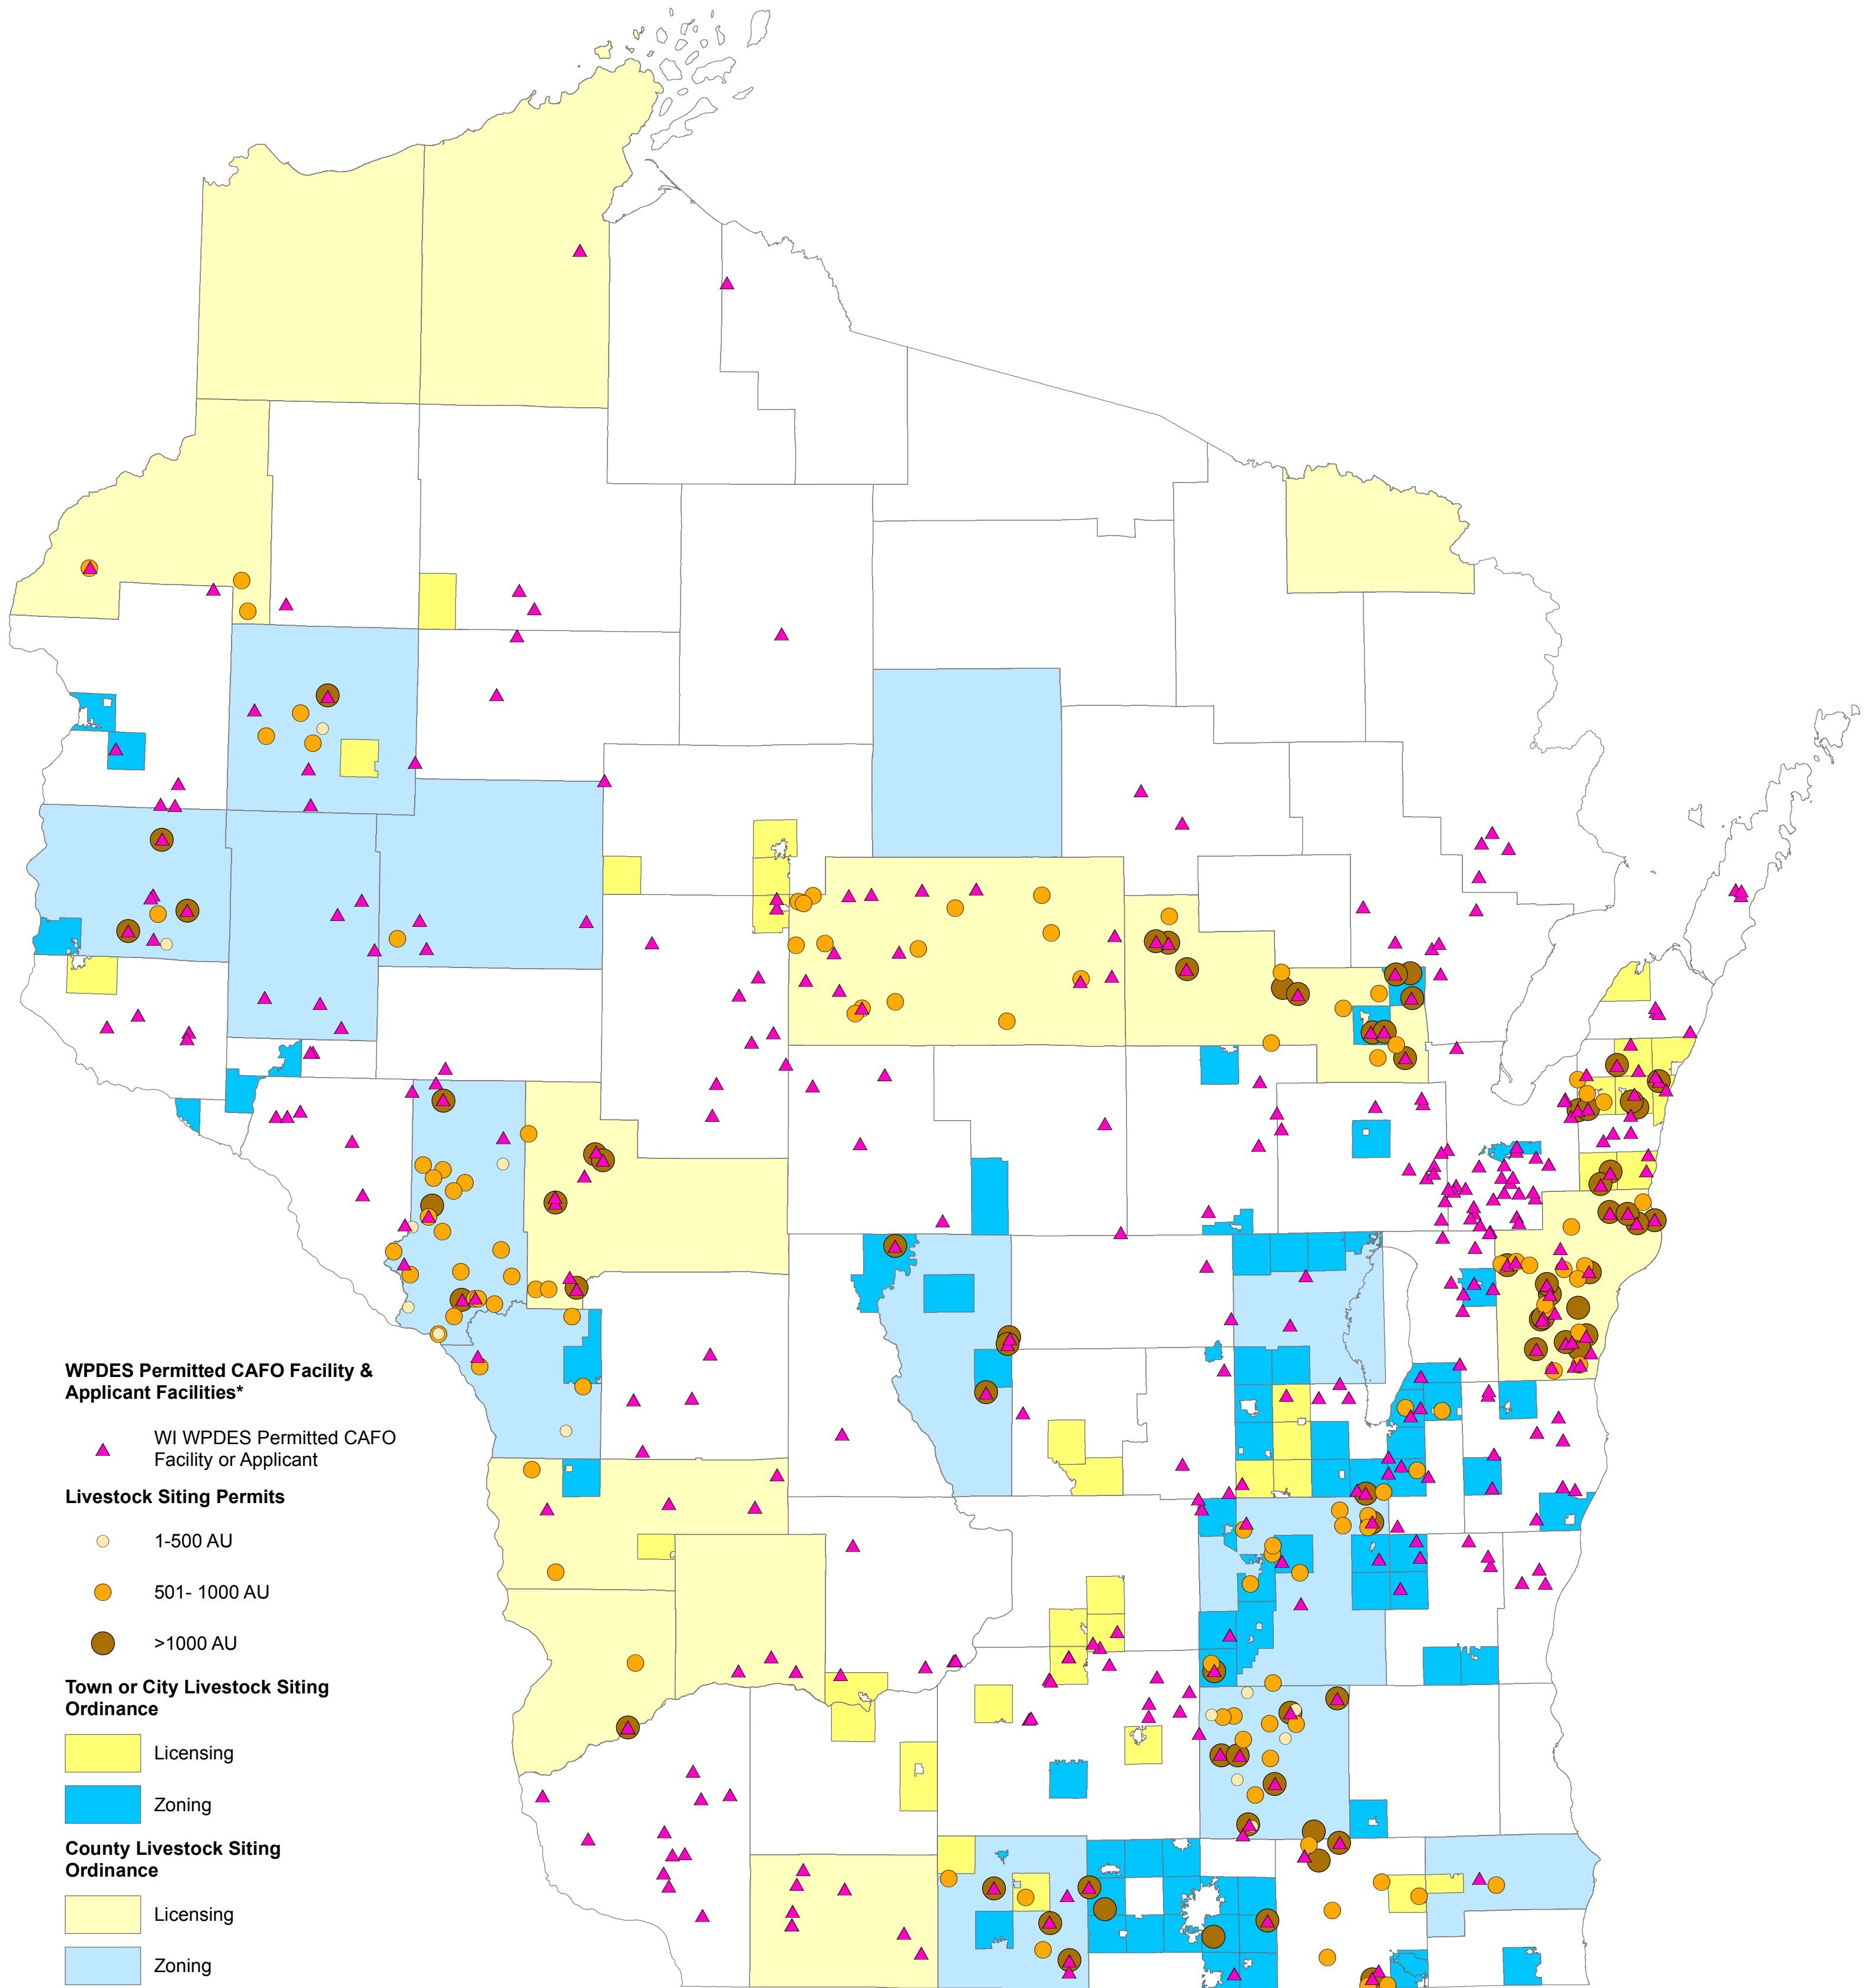 WPDES Permitted CAFO Facility &
Applicant Facilities*
WI WPDES Permitted CAFO
Facility or Applicant
Livestock Siting Permits
1-500 AU
501- 1000 AU
>1000 AU
Town or City Livestock Siting
Ordinance
Licensing
Zoning
County Livestock Siting
Ordinance
Licensing
Zoning